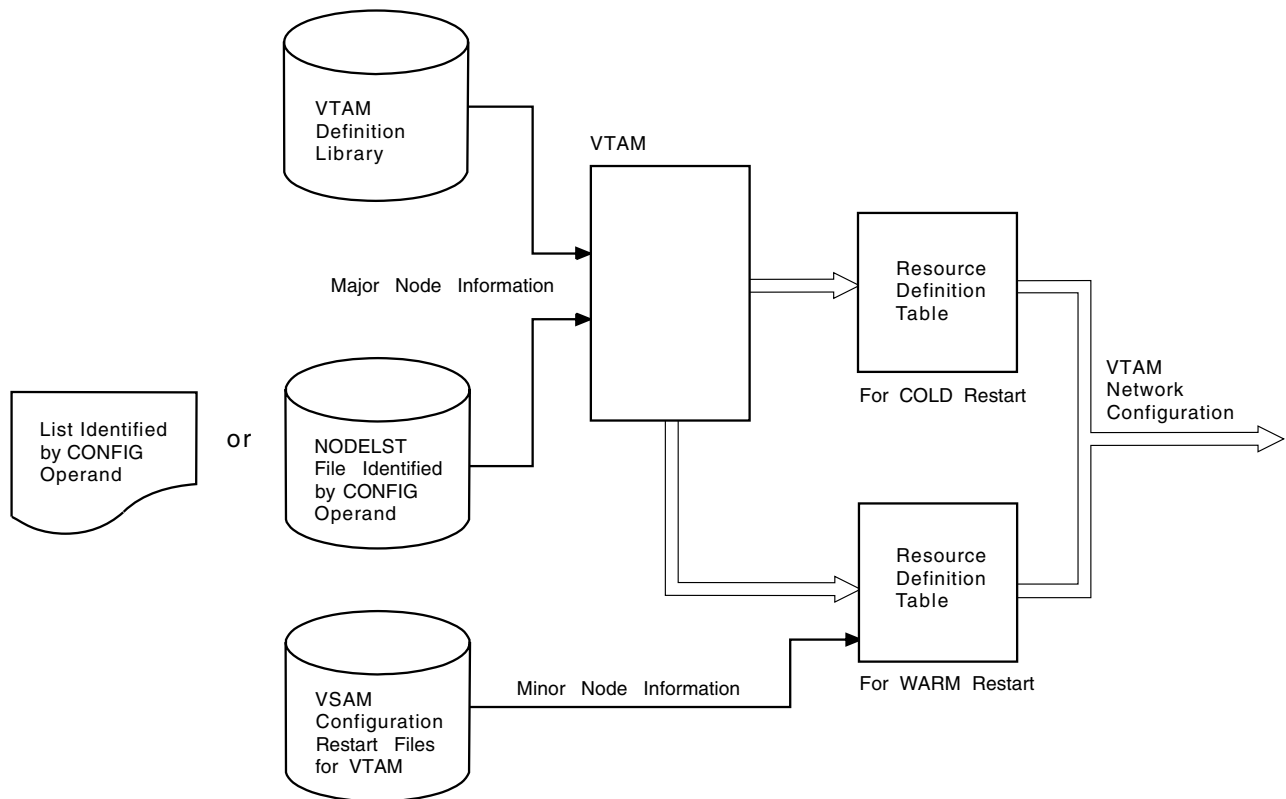 VTAM
Definition
Library
VTAM
Major Node Information
Resource
Definition
Table
For COLD Restart
VTAM
Network
Configuration
List Identified
by CONFIG
Operand
or
NODELST
File Identified
by CONFIG
Operand
Resource
Definition
Table
For WARM Restart
Minor Node Information
VSAM
Configuration
Restart Files
for VTAM